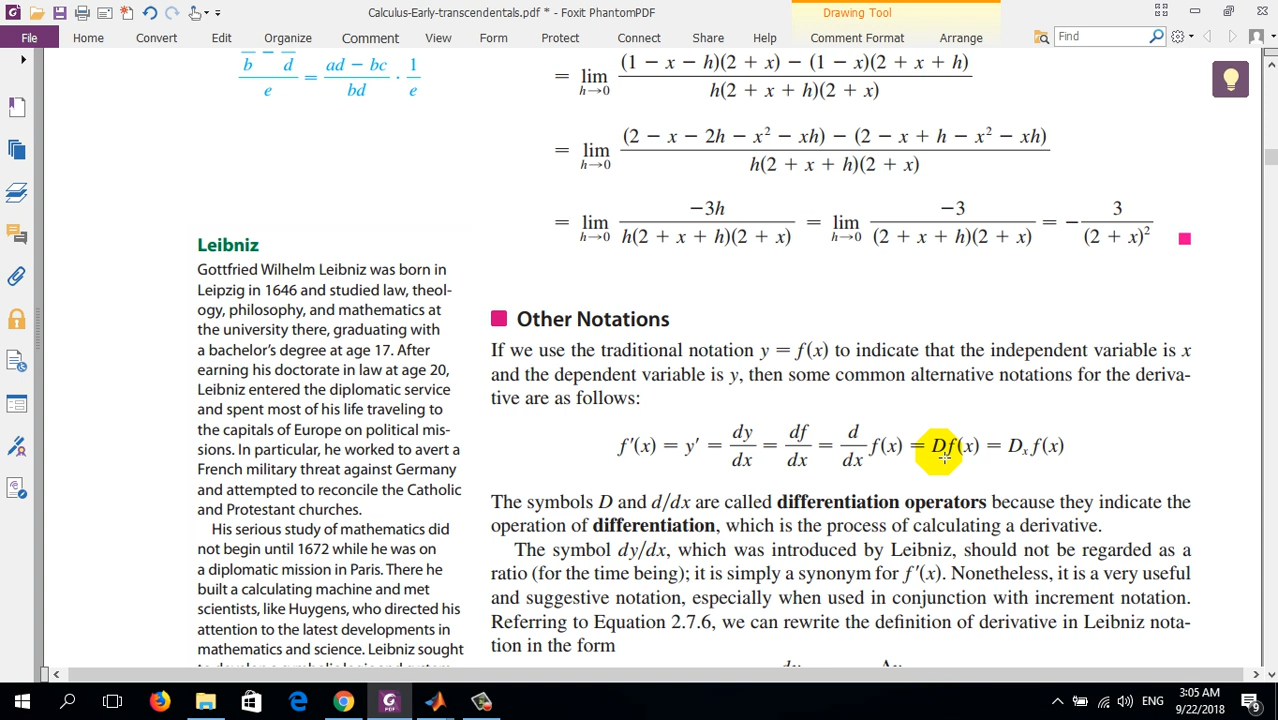 Calculus-Early-transcendentals.pdf * - Foxit PhantomPDF
Drawing Tool
File Home Convert Edit Organize Comment View Form Protect Connect Share Help Comment Format Arrange Find
b d
ad − bc 1
= ·
e bd e
(1 − x − h)(2 + x) − (1 − x)(2 + x + h)
= lim
h→0 h(2 + x + h)(2 + x)
(2 − x − 2h − x² − xh) − (2 − x + h − x² − xh)
= lim
h→0 h(2 + x + h)(2 + x)
−3h −3 3
= lim = lim = −
h→0 h(2 + x + h)(2 + x) h→0 (2 + x + h)(2 + x) (2 + x)²
Leibniz
Gottfried Wilhelm Leibniz was born in
Leipzig in 1646 and studied law, theol-
ogy, philosophy, and mathematics at
the university there, graduating with
a bachelor's degree at age 17. After
earning his doctorate in law at age 20,
Leibniz entered the diplomatic service
and spent most of his life traveling to
the capitals of Europe on political mis-
sions. In particular, he worked to avert a
French military threat against Germany
and attempted to reconcile the Catholic
and Protestant churches.
His serious study of mathematics did
not begin until 1672 while he was on
a diplomatic mission in Paris. There he
built a calculating machine and met
scientists, like Huygens, who directed his
attention to the latest developments in
mathematics and science. Leibniz sought
Other Notations
If we use the traditional notation y = f(x) to indicate that the independent variable is x
and the dependent variable is y, then some common alternative notations for the deriva-
tive are as follows:
f′(x) = y′ = dy/dx = df/dx = d/dx f(x) = Df(x) = Dₓ f(x)
The symbols D and d/dx are called differentiation operators because they indicate the
operation of differentiation, which is the process of calculating a derivative.
The symbol dy/dx, which was introduced by Leibniz, should not be regarded as a
ratio (for the time being); it is simply a synonym for f′(x). Nonetheless, it is a very useful
and suggestive notation, especially when used in conjunction with increment notation.
Referring to Equation 2.7.6, we can rewrite the definition of derivative in Leibniz nota-
tion in the form
ENG
3:05 AM
9/22/2018
9